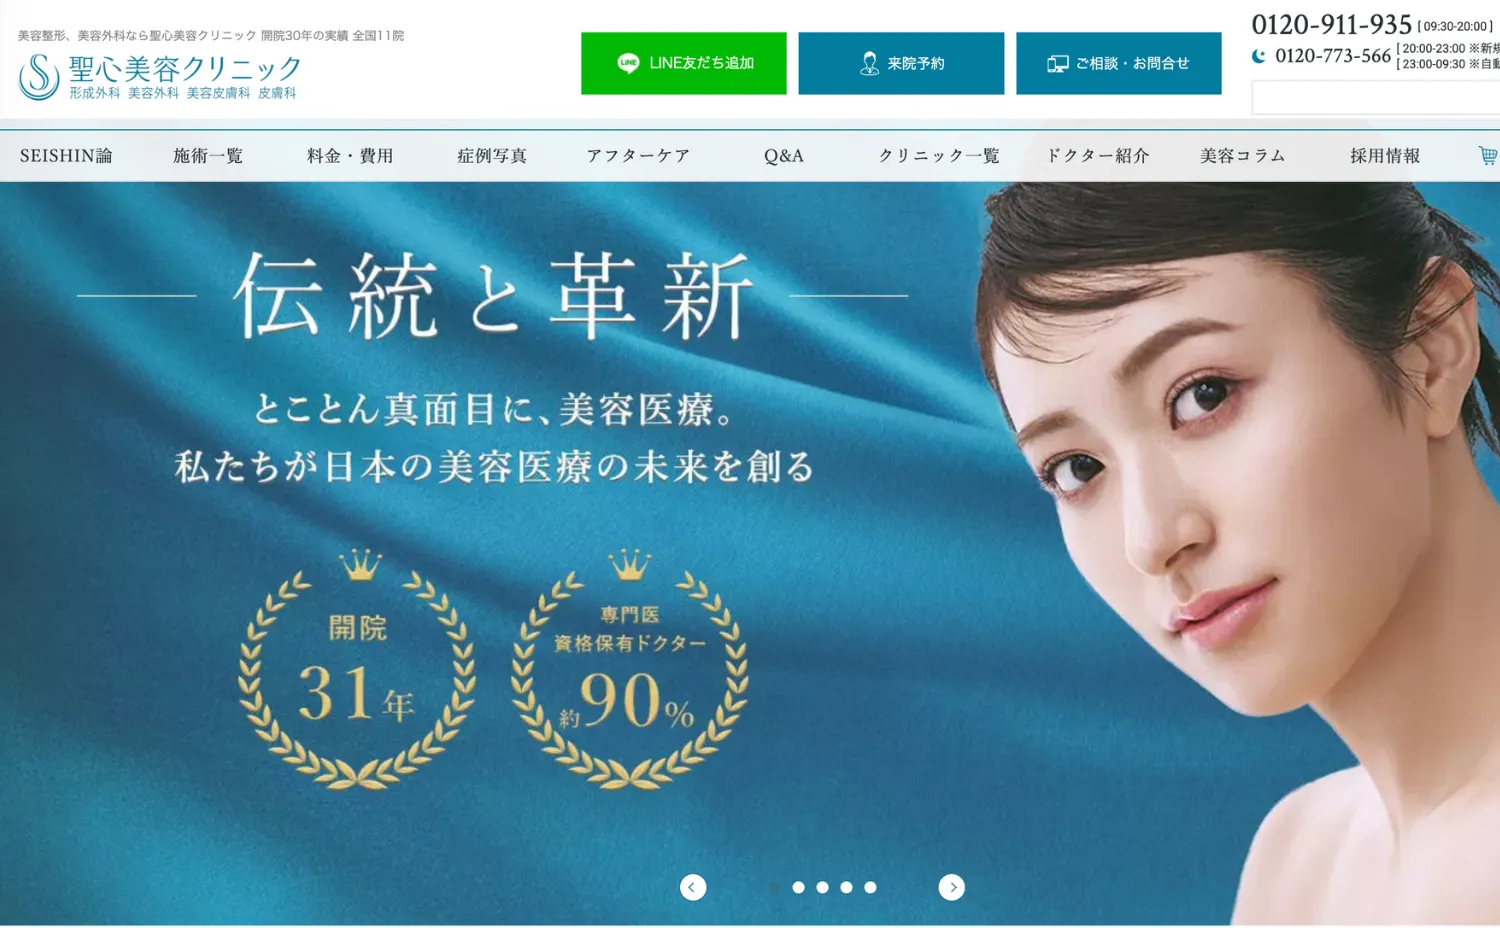 美容整形、美容外科なら聖心美容クリニック 開院30年の実績 全国11院
聖心美容クリニック
形成外科 美容外科 美容皮膚科 皮膚科
LINE
LINE友だち追加
来院予約
ご相談・お問合せ
0120-911-935 [ 09:30-20:00 ]
0120-773-566
[ 20:00-23:00 ※新規
[ 23:00-09:30 ※自動
SEISHIN論 施術一覧 料金・費用 症例写真 アフターケア Q&A クリニック一覧 ドクター紹介 美容コラム 採用情報
伝統と革新
とことん真面目に、美容医療。
私たちが日本の美容医療の未来を創る
開院
31年
専門医
資格保有ドクター
約90%